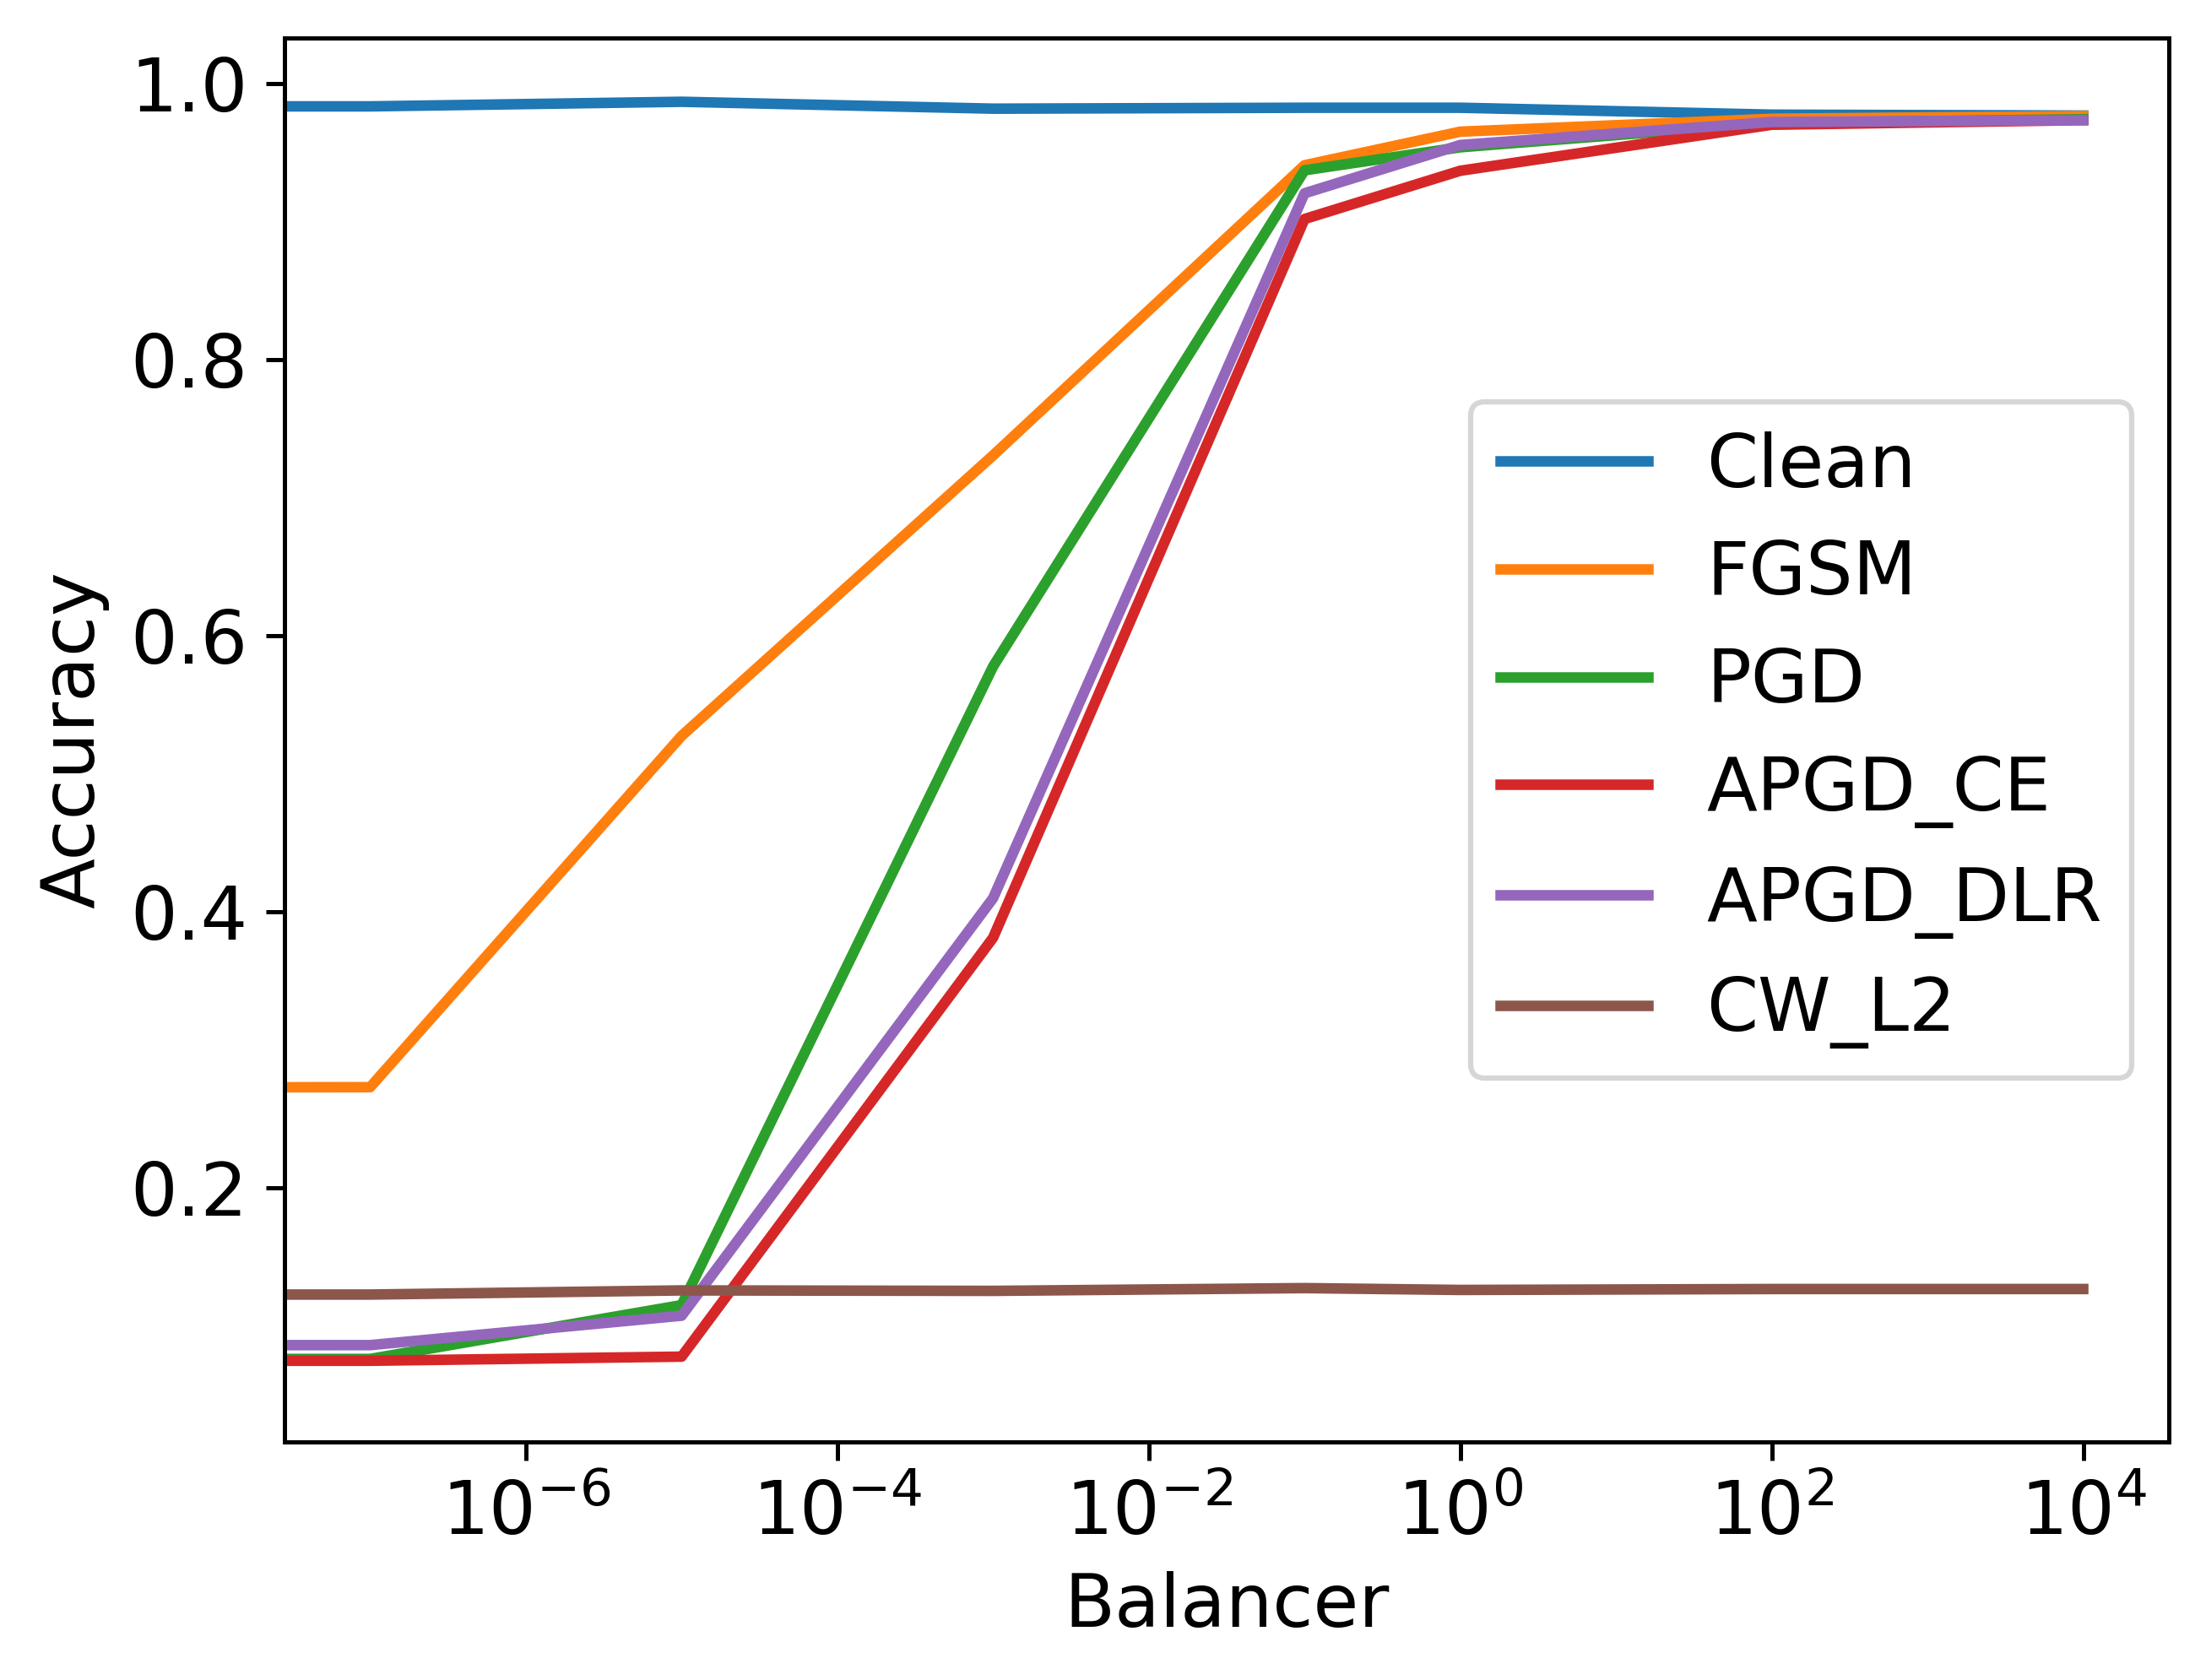 1.0
0.8
0.6
0.4
0.2
Accuracy
Clean
FGSM
PGD
APGD_CE
APGD_DLR
CW_L2
10⁻⁶ 10⁻⁴ 10⁻² 10⁰ 10² 10⁴
Balancer